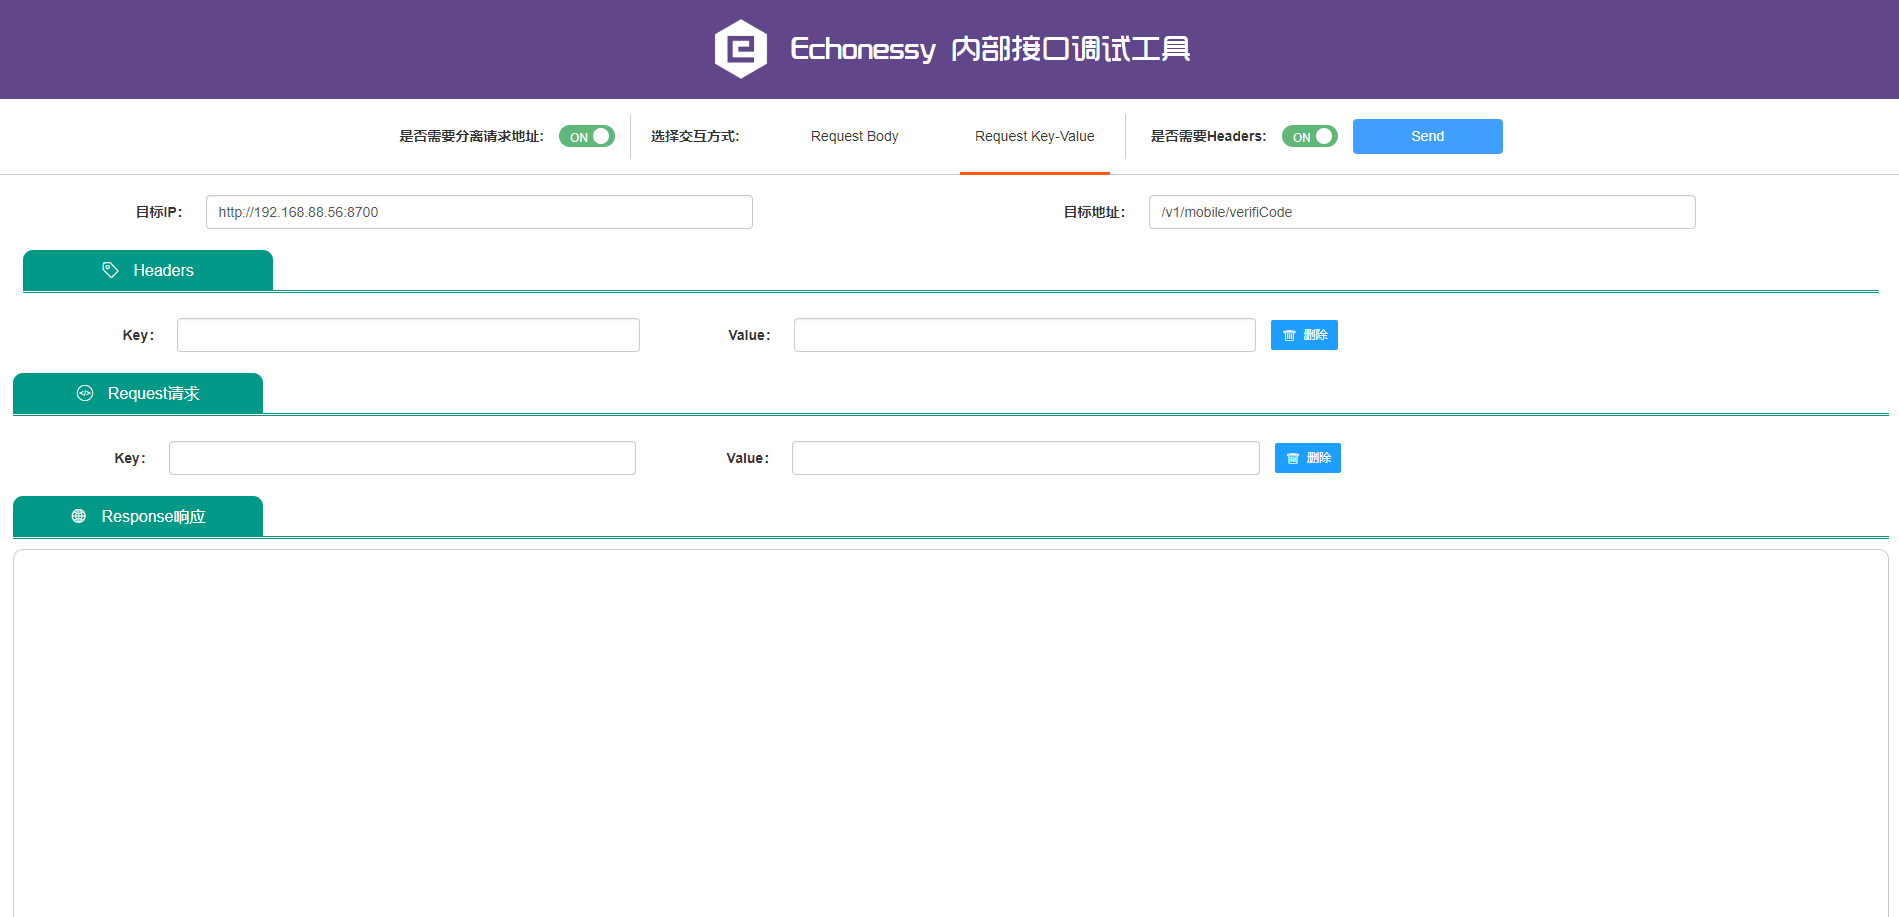 Echonessy 内部接口调试工具
是否需要分离请求地址: ON 选择交互方式: Request Body Request Key-Value 是否需要Headers: ON Send
目标IP： http://192.168.88.56:8700 目标地址： /v1/mobile/verifiCode
Headers
Key： Value： 删除
Request请求
Key： Value： 删除
Response响应